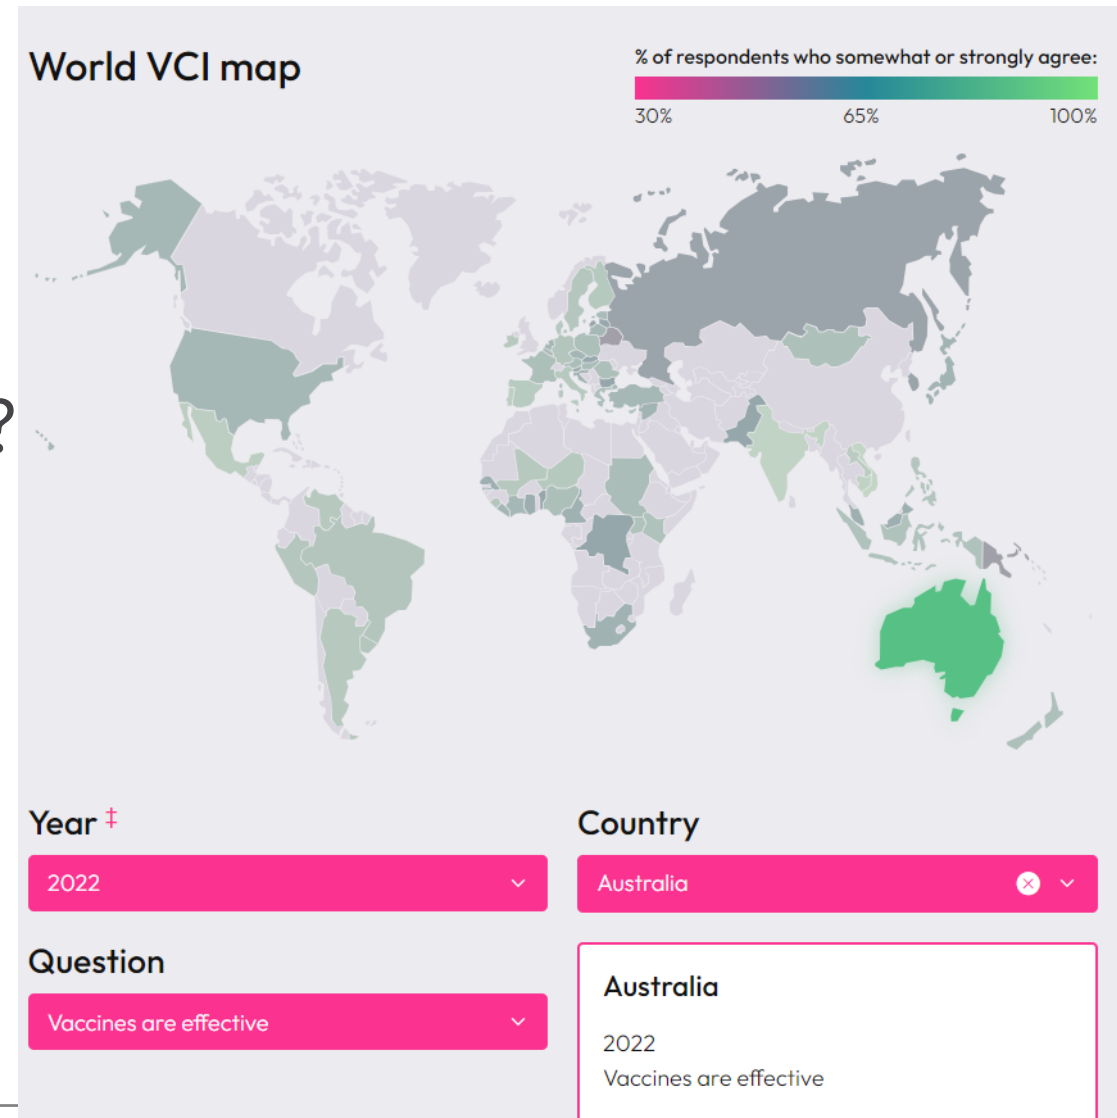 World VCI map
% of respondents who somewhat or strongly agree:
30% 65% 100%
?
Year ‡
2022
Country
Australia
Question
Vaccines are effective
Australia
2022
Vaccines are effective